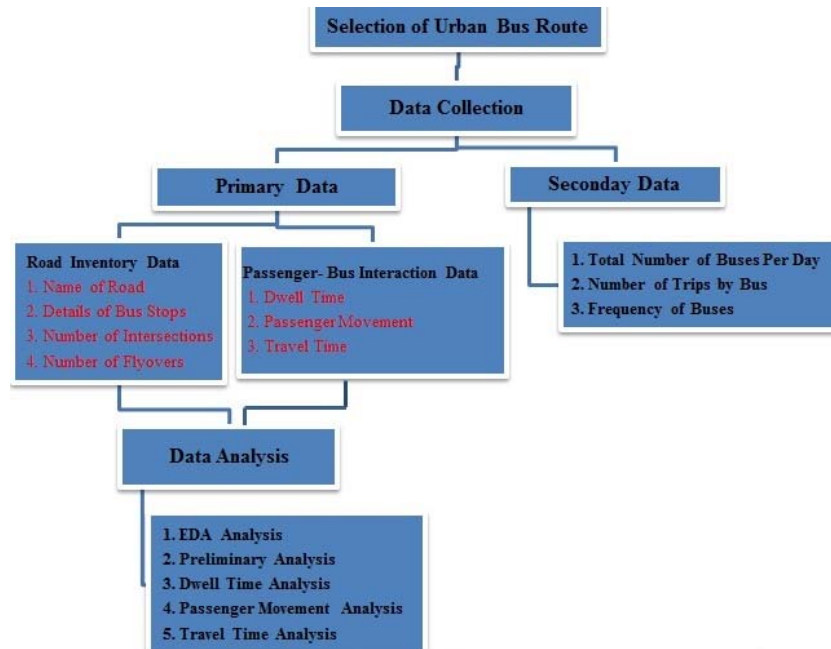 Selection of Urban Bus Route
Data Collection
Primary Data
Seconday Data
Road Inventory Data
1. Name of Road
2. Details of Bus Stops
3. Number of Intersections
4. Number of Flyovers
Passenger- Bus Interaction Data
1. Dwell Time
2. Passenger Movement
3. Travel Time
1. Total Number of Buses Per Day
2. Number of Trips by Bus
3. Frequency of Buses
Data Analysis
1. EDA Analysis
2. Preliminary Analysis
3. Dwell Time Analysis
4. Passenger Movement Analysis
5. Travel Time Analysis